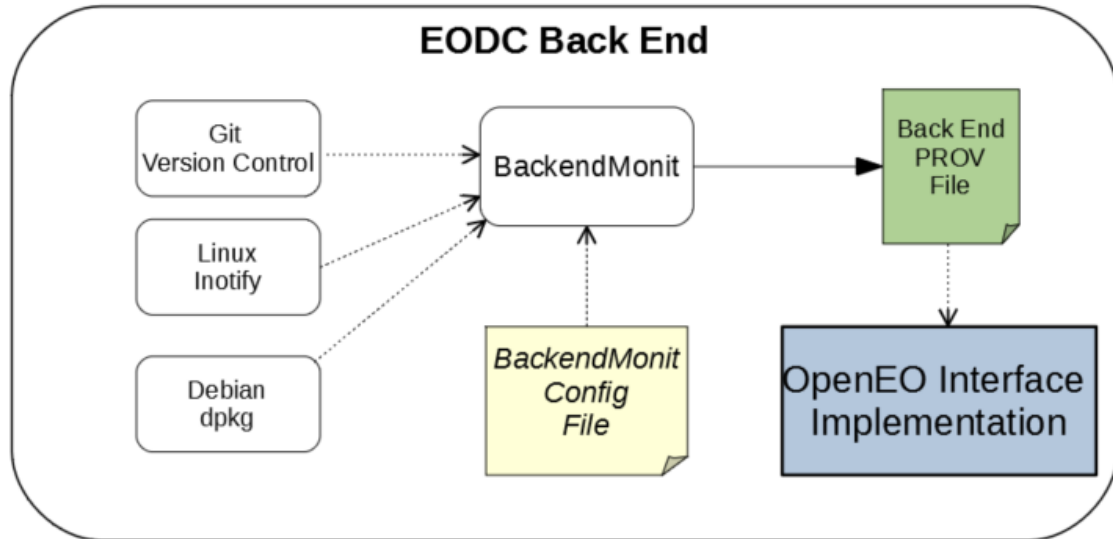 EODC Back End
Git
Version Control
Linux
Inotify
Debian
dpkg
BackendMonit
BackendMonit
Config
File
Back End
PROV
File
OpenEO Interface
Implementation